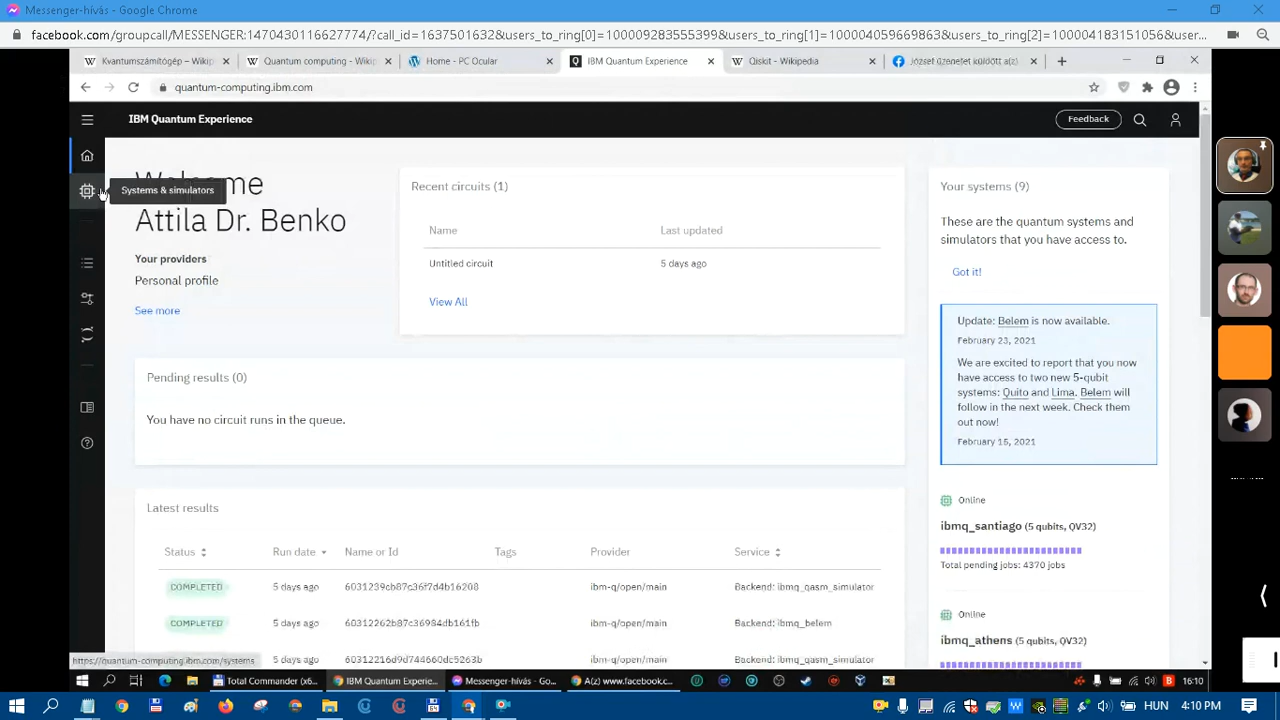 Messenger-hívás - Google Chrome
facebook.com/groupcall/MESSENGER:1470430116627774/?call_id=1637501632&users_to_ring[0]=100009283555399&users_to_ring[1]=100004059669863&users_to_ring[2]=100004183151056&us...
Kvantumszámítógép – Wikip
Quantum computing - Wikip
Home - PC Ocular
IBM Quantum Experience
Qiskit - Wikipedia
József üzenetet küldött a(z)
quantum-computing.ibm.com
IBM Quantum Experience
Feedback
Systems & simulators
Welcome
Attila Dr. Benko
Your providers
Personal profile
See more
Recent circuits (1)
Name Last updated
Untitled circuit 5 days ago
View All
Pending results (0)
You have no circuit runs in the queue.
Latest results
Status Run date Name or Id Tags Provider Service
COMPLETED 5 days ago 6031239cb87c36f7d4b16208 ibm-q/open/main Backend: ibmq_qasm_simulator
COMPLETED 5 days ago 60312262b87c36984db161fb ibm-q/open/main Backend: ibmq_belem
5 days ago 60312216d9d744660dc5263b ibm-q/open/main Backend: ibmq_qasm_simulator
Your systems (9)
These are the quantum systems and
simulators that you have access to.
Got it!
Update: Belem is now available.
February 23, 2021
We are excited to report that you now
have access to two new 5-qubit
systems: Quito and Lima. Belem will
follow in the next week. Check them
out now!
February 15, 2021
Online
ibmq_santiago (5 qubits, QV32)
Total pending jobs: 4370 jobs
Online
ibmq_athens (5 qubits, QV32)
https://quantum-computing.ibm.com/systems
Total Commander (x6...
IBM Quantum Experie...
Messenger-hívás - Go...
A(z) www.facebook.c...
16:10
HUN
4:10 PM